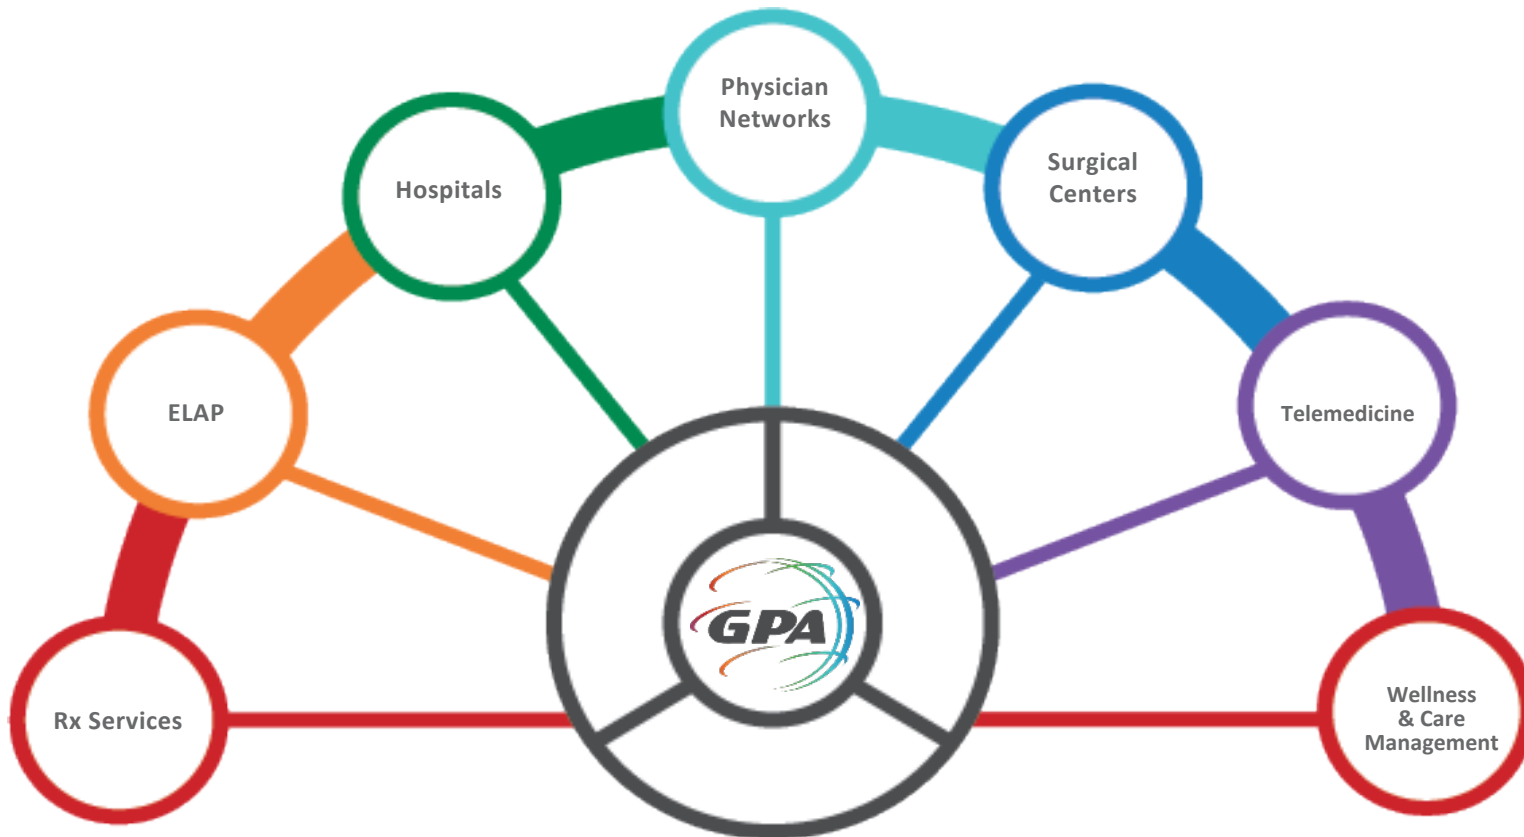 Physician
Networks
Surgical
Centers
Hospitals
ELAP
Telemedicine
GPA
Rx Services
Wellness
& Care
Management